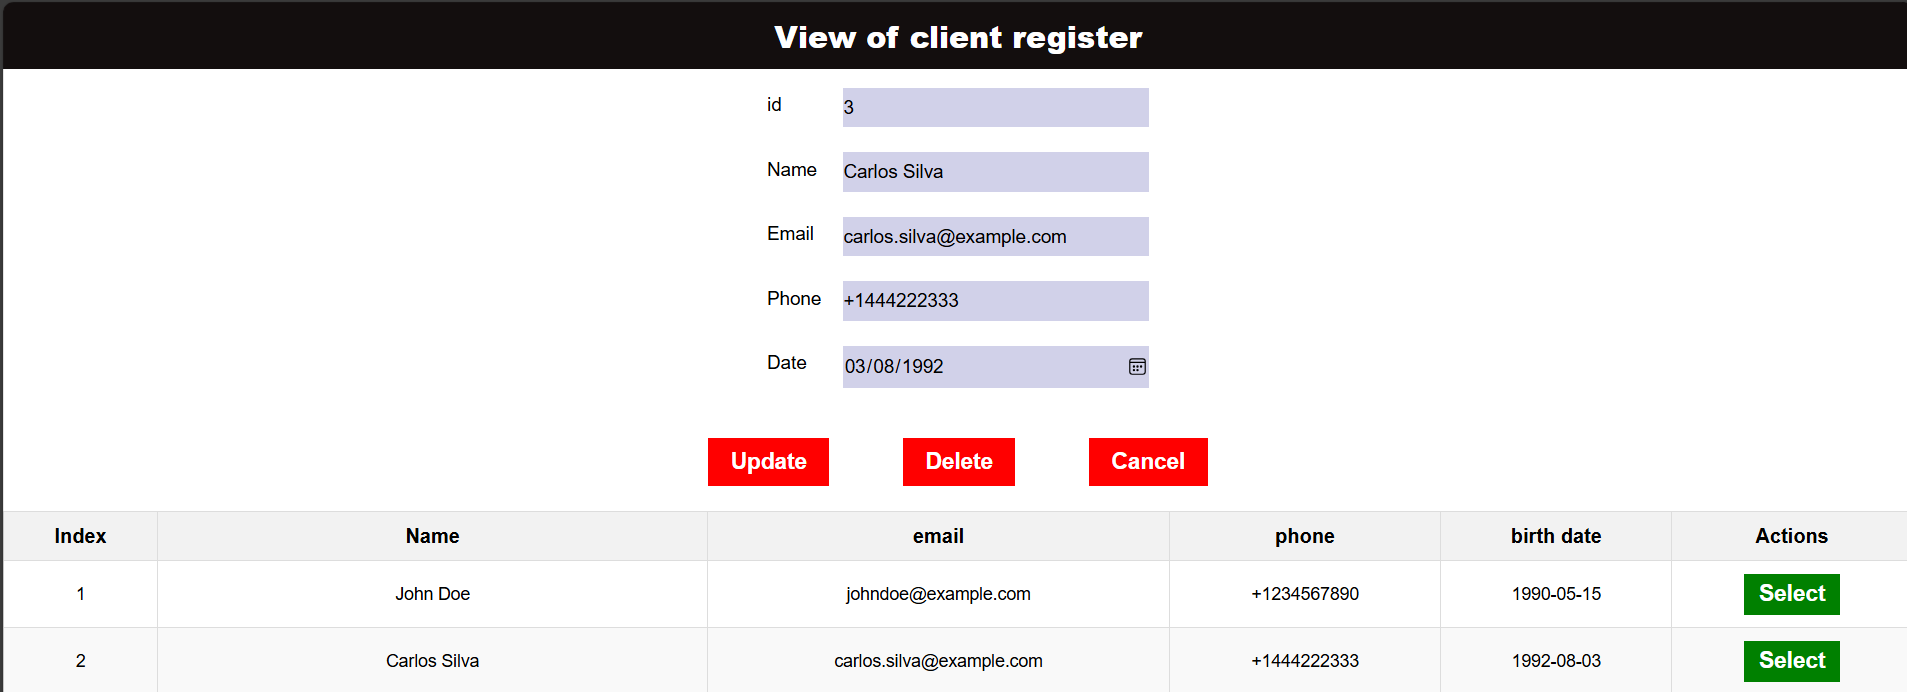 View of client register
id 3
Name Carlos Silva
Email carlos.silva@example.com
Phone +1444222333
Date 03/08/1992
Update Delete Cancel
Index Name email phone birth date Actions
1 John Doe johndoe@example.com +1234567890 1990-05-15 Select
2 Carlos Silva carlos.silva@example.com +1444222333 1992-08-03 Select